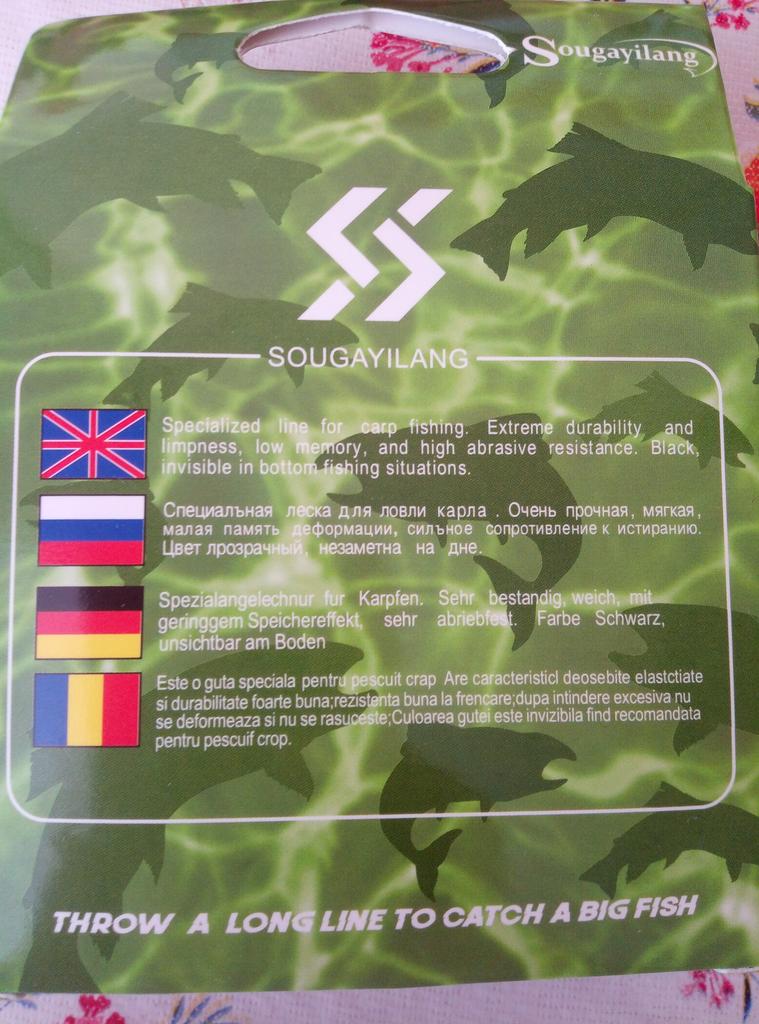 Sougayilang
SOUGAYILANG
Specialized line for carp fishing. Extreme durability and
limpness, low memory, and high abrasive resistance. Black,
invisible in bottom fishing situations.
Специалъная леска для ловли карла . Очень прочная, мягкая,
малая память деформации, силъное сопротивление к истиранию.
Цвет лрозрачный, незаметна на дне.
Spezialangelechnur fur Karpfen. Sehr bestandig, weich, mit
geringgem Speichereffekt, sehr abriebfest. Farbe Schwarz,
unsichtbar am Boden
Este o guta speciala pentru pescuit crap Are caracteristicl deosebite elastctiate
si durabilitate foarte buna;rezistenta buna la frencare;dupa intindere excesiva nu
se deformeaza si nu se rasuceste;Culoarea gutei este invizibila find recomandata
pentru pescuif crop.
THROW A LONG LINE TO CATCH A BIG FISH